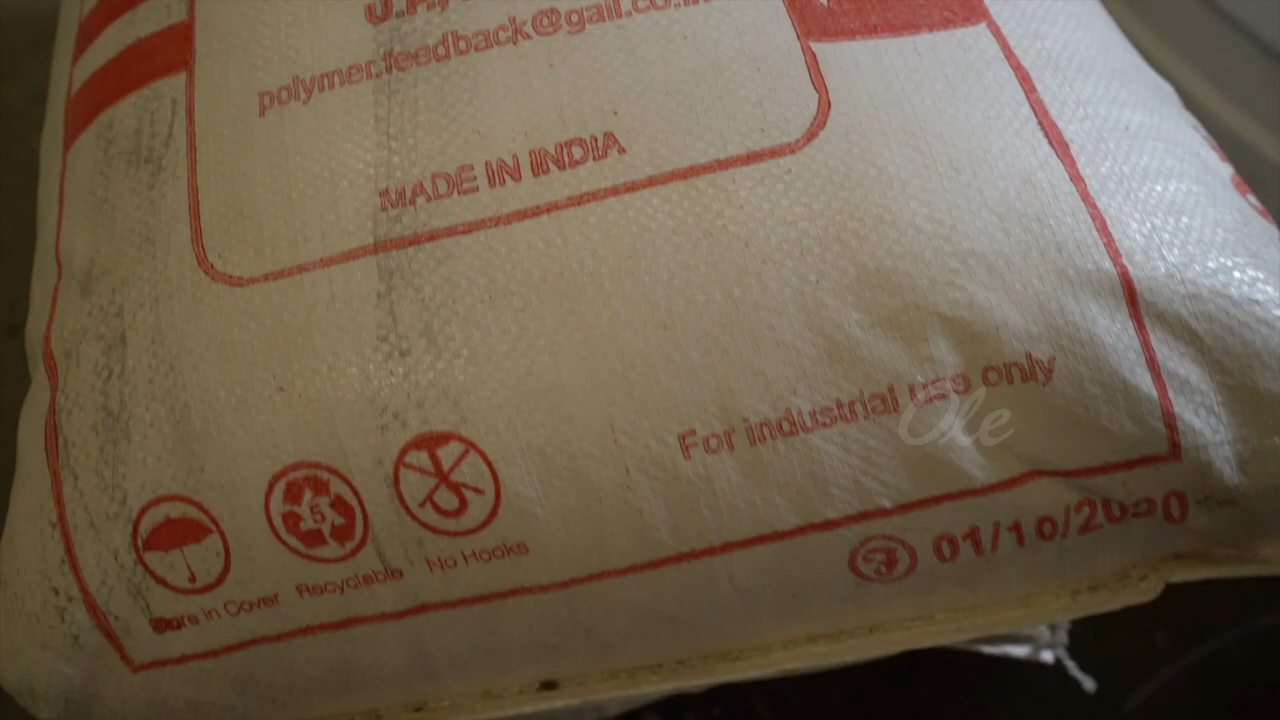 U.P.,
polymer.feedback@gail.co.in
MADE IN INDIA
For industrial use only
Ole
5
Store in Cover
Recyclable
No Hooks
01/10/2020